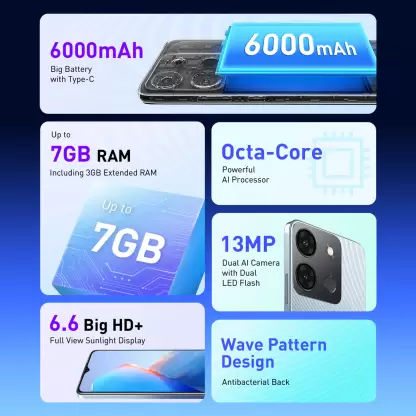 6000mAh
Big Battery
with Type-C
6000mAh
Up to
7GB RAM
Including 3GB Extended RAM
Up to
7GB
Octa-Core
Powerful
AI Processor
13MP
Dual AI Camera
with Dual
LED Flash
6.6 Big HD+
Full View Sunlight Display
Wave Pattern
Design
Antibacterial Back